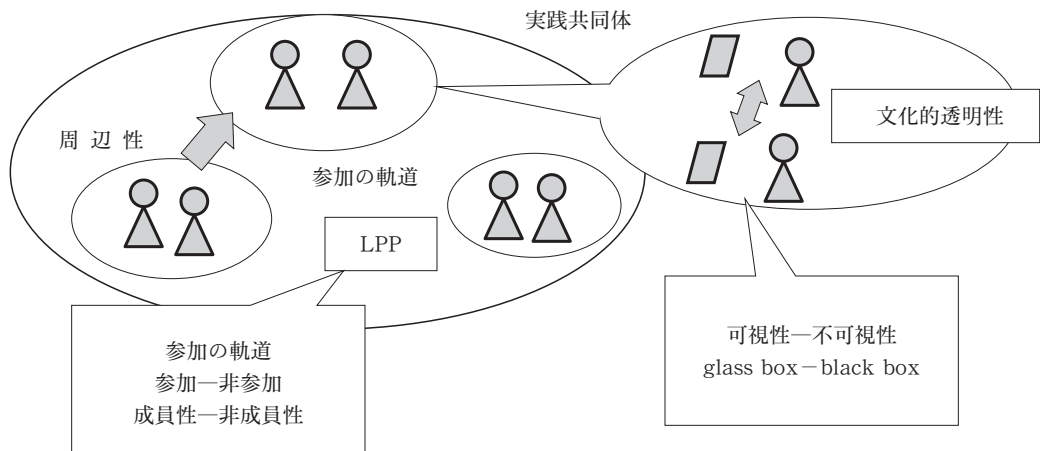 実践共同体
文化的透明性
周 辺 性
参加の軌道
LPP
参加の軌道
参加―非参加
成員性―非成員性
可視性―不可視性
glass box－black box